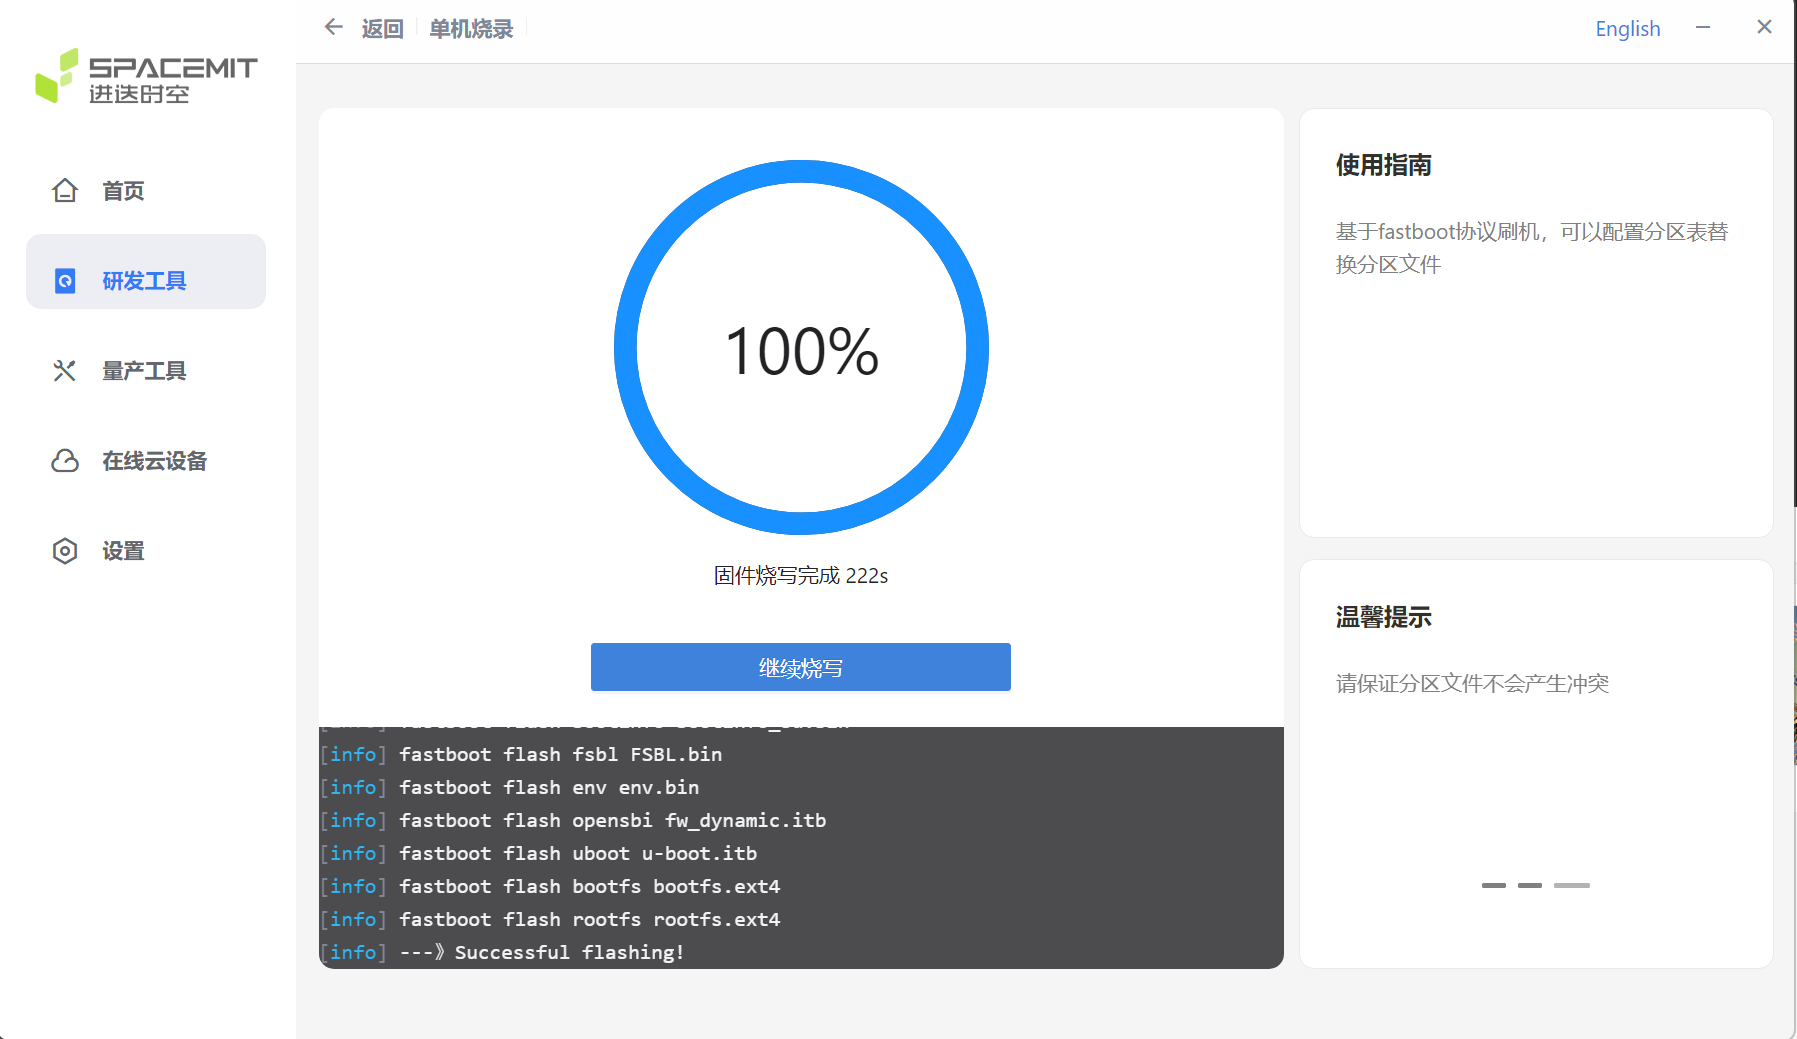 SPACEMIT
进迭时空
首页
研发工具
量产工具
在线云设备
设置
返回
单机烧录
English
100%
固件烧写完成 222s
继续烧写
[info] fastboot flash fsbl FSBL.bin
[info] fastboot flash env env.bin
[info] fastboot flash opensbi fw_dynamic.itb
[info] fastboot flash uboot u-boot.itb
[info] fastboot flash bootfs bootfs.ext4
[info] fastboot flash rootfs rootfs.ext4
[info] ---》Successful flashing!
使用指南
基于fastboot协议刷机，可以配置分区表替
换分区文件
温馨提示
请保证分区文件不会产生冲突